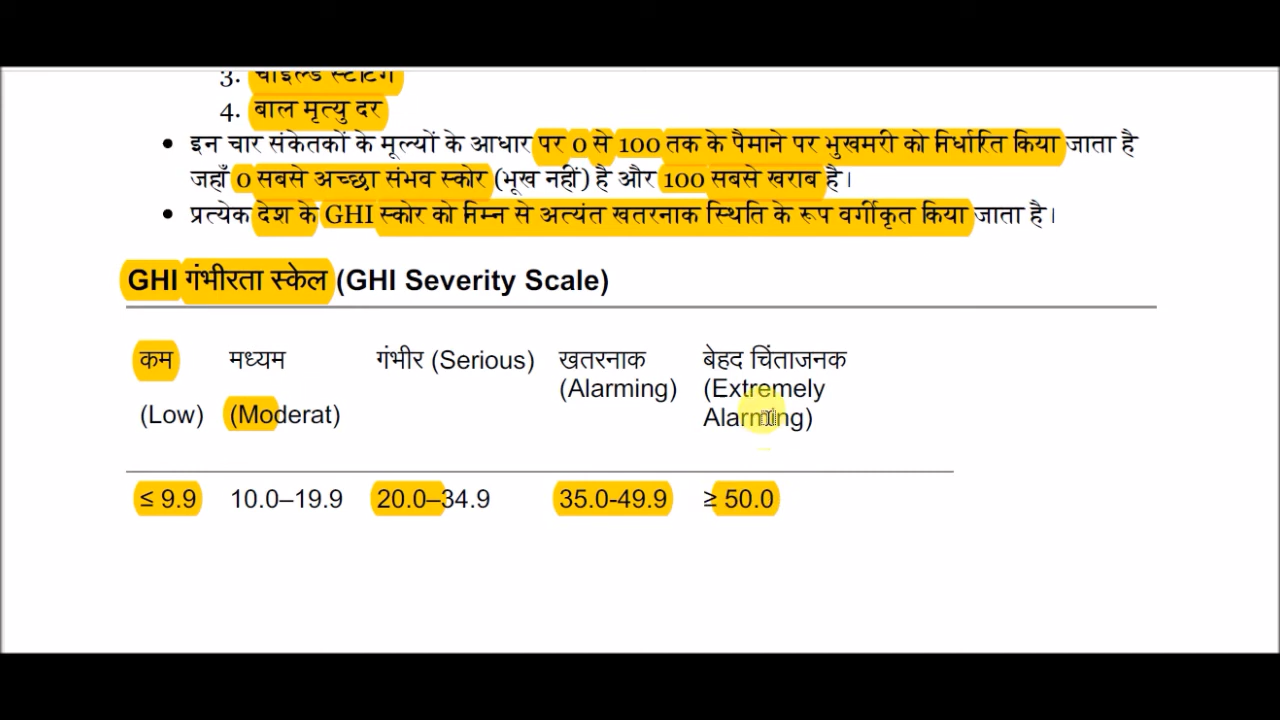 3. चाइल्ड स्टंटिंग
4. बाल मृत्यु दर
• इन चार संकेतकों के मूल्यों के आधार पर 0 से 100 तक के पैमाने पर भुखमरी को निर्धारित किया जाता है
जहाँ 0 सबसे अच्छा संभव स्कोर (भूख नहीं) है और 100 सबसे खराब है।
• प्रत्येक देश के GHI स्कोर को निम्न से अत्यंत खतरनाक स्थिति के रूप वर्गीकृत किया जाता है।
GHI गंभीरता स्केल (GHI Severity Scale)
कम मध्यम गंभीर (Serious) खतरनाक बेहद चिंताजनक
(Alarming) (Extremely
(Low) (Moderat) Alarming)
≤ 9.9 10.0–19.9 20.0–34.9 35.0-49.9 ≥ 50.0